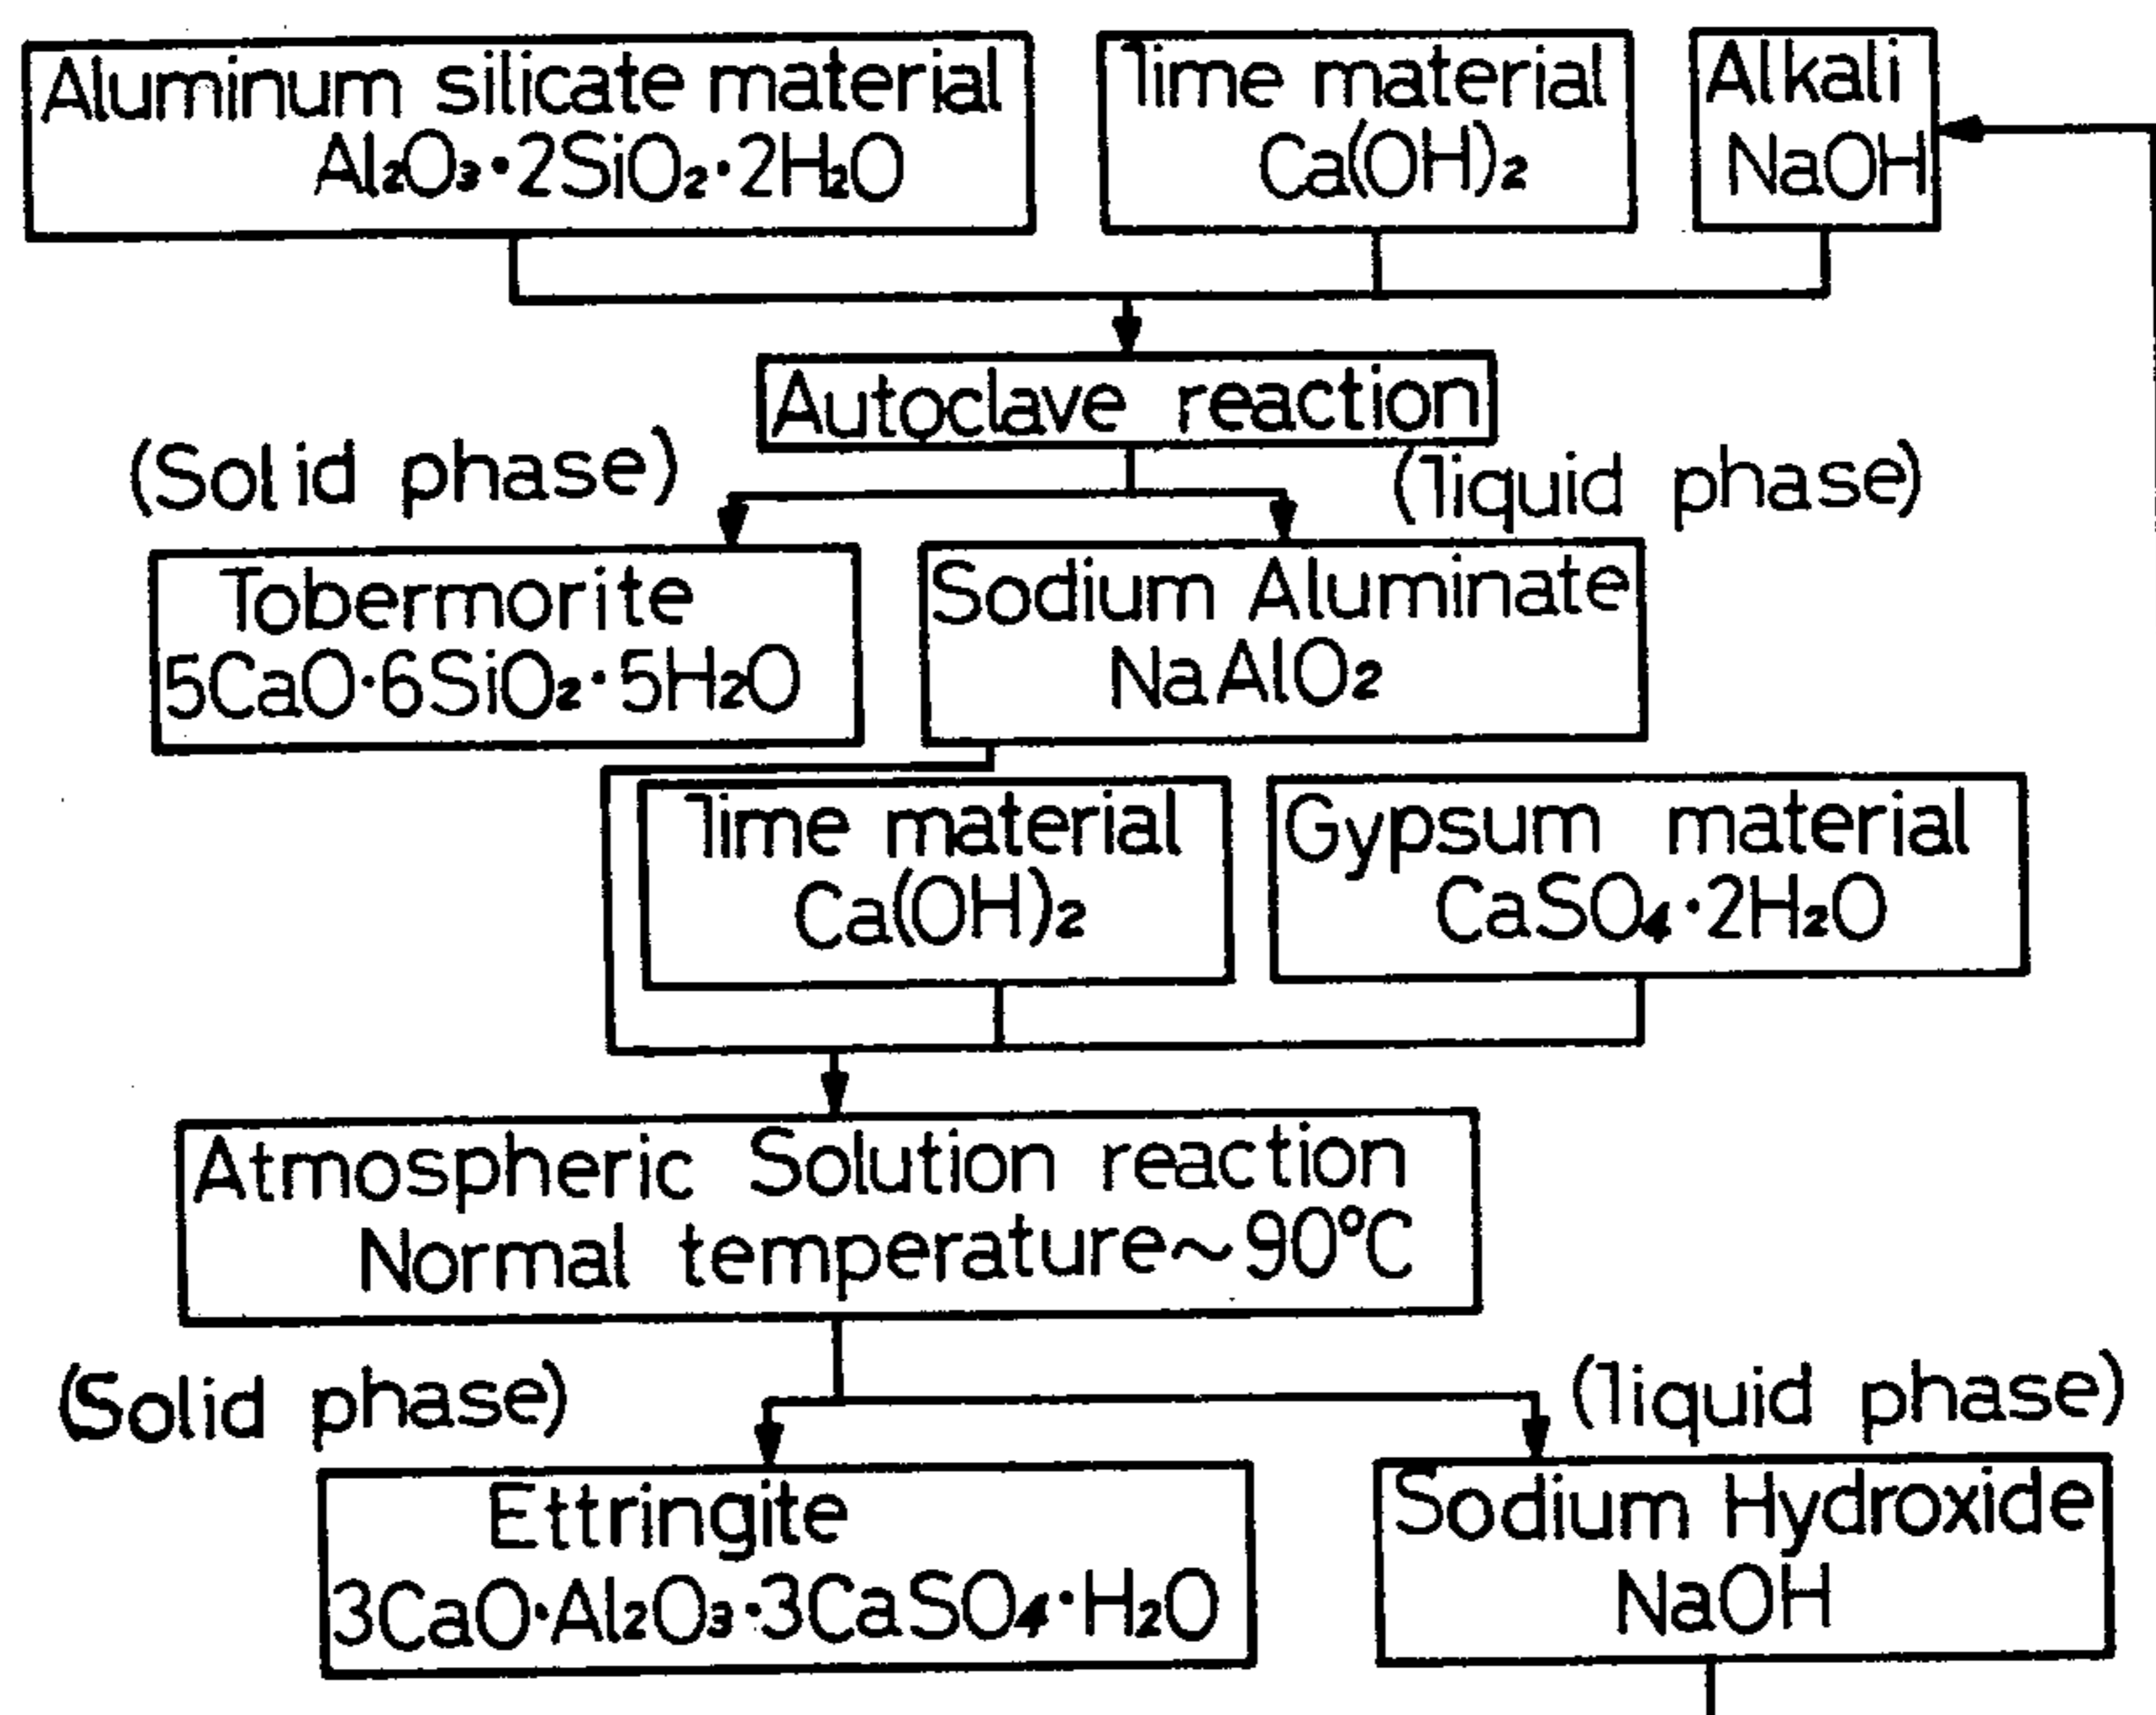 Aluminum silicate material
Al₂O₃·2SiO₂·2H₂O
lime material
Ca(OH)₂
Alkali
NaOH
Autoclave reaction
(Solid phase)
(liquid phase)
Tobermorite
5CaO·6SiO₂·5H₂O
Sodium Aluminate
NaAlO₂
lime material
Ca(OH)₂
Gypsum material
CaSO₄·2H₂O
Atmospheric Solution reaction
Normal temperature~90°C
(Solid phase)
(liquid phase)
Ettringite
3CaO·Al₂O₃·3CaSO₄·H₂O
Sodium Hydroxide
NaOH